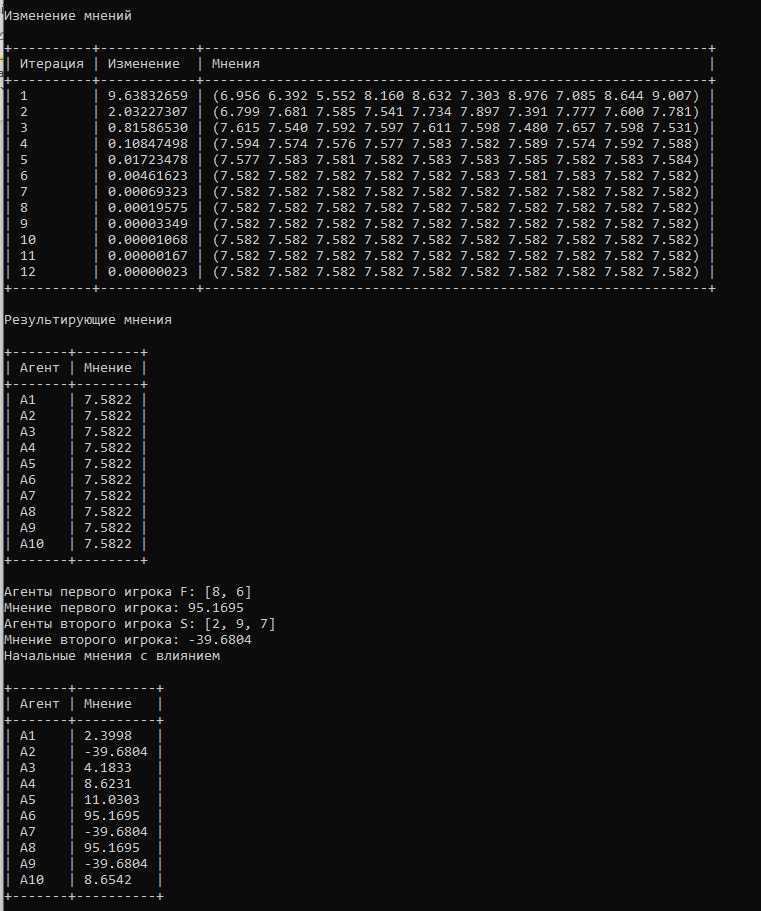 Изменение мнений
+----------+------------+---------------------------------------------------------------+
| Итерация | Изменение  | Мнения                                                        |
+----------+------------+---------------------------------------------------------------+
| 1        | 9.63832659 | (6.956 6.392 5.552 8.160 8.632 7.303 8.976 7.085 8.644 9.007) |
| 2        | 2.03227307 | (6.799 7.681 7.585 7.541 7.734 7.897 7.391 7.777 7.600 7.781) |
| 3        | 0.81586530 | (7.615 7.540 7.592 7.597 7.611 7.598 7.480 7.657 7.598 7.531) |
| 4        | 0.10847498 | (7.594 7.574 7.576 7.577 7.583 7.582 7.589 7.574 7.592 7.588) |
| 5        | 0.01723478 | (7.577 7.583 7.581 7.582 7.583 7.583 7.585 7.582 7.583 7.584) |
| 6        | 0.00461623 | (7.582 7.582 7.582 7.582 7.582 7.583 7.581 7.583 7.582 7.582) |
| 7        | 0.00069323 | (7.582 7.582 7.582 7.582 7.582 7.582 7.582 7.582 7.582 7.582) |
| 8        | 0.00019575 | (7.582 7.582 7.582 7.582 7.582 7.582 7.582 7.582 7.582 7.582) |
| 9        | 0.00003349 | (7.582 7.582 7.582 7.582 7.582 7.582 7.582 7.582 7.582 7.582) |
| 10       | 0.00001068 | (7.582 7.582 7.582 7.582 7.582 7.582 7.582 7.582 7.582 7.582) |
| 11       | 0.00000167 | (7.582 7.582 7.582 7.582 7.582 7.582 7.582 7.582 7.582 7.582) |
| 12       | 0.00000023 | (7.582 7.582 7.582 7.582 7.582 7.582 7.582 7.582 7.582 7.582) |
+----------+------------+---------------------------------------------------------------+
Результирующие мнения
+-------+--------+
| Агент | Мнение |
+-------+--------+
| A1    | 7.5822 |
| A2    | 7.5822 |
| A3    | 7.5822 |
| A4    | 7.5822 |
| A5    | 7.5822 |
| A6    | 7.5822 |
| A7    | 7.5822 |
| A8    | 7.5822 |
| A9    | 7.5822 |
| A10   | 7.5822 |
+-------+--------+
Агенты первого игрока F: [8, 6]
Мнение первого игрока: 95.1695
Агенты второго игрока S: [2, 9, 7]
Мнение второго игрока: -39.6804
Начальные мнения с влиянием
+-------+----------+
| Агент | Мнение   |
+-------+----------+
| A1    | 2.3998   |
| A2    | -39.6804 |
| A3    | 4.1833   |
| A4    | 8.6231   |
| A5    | 11.0303  |
| A6    | 95.1695  |
| A7    | -39.6804 |
| A8    | 95.1695  |
| A9    | -39.6804 |
| A10   | 8.6542   |
+-------+----------+